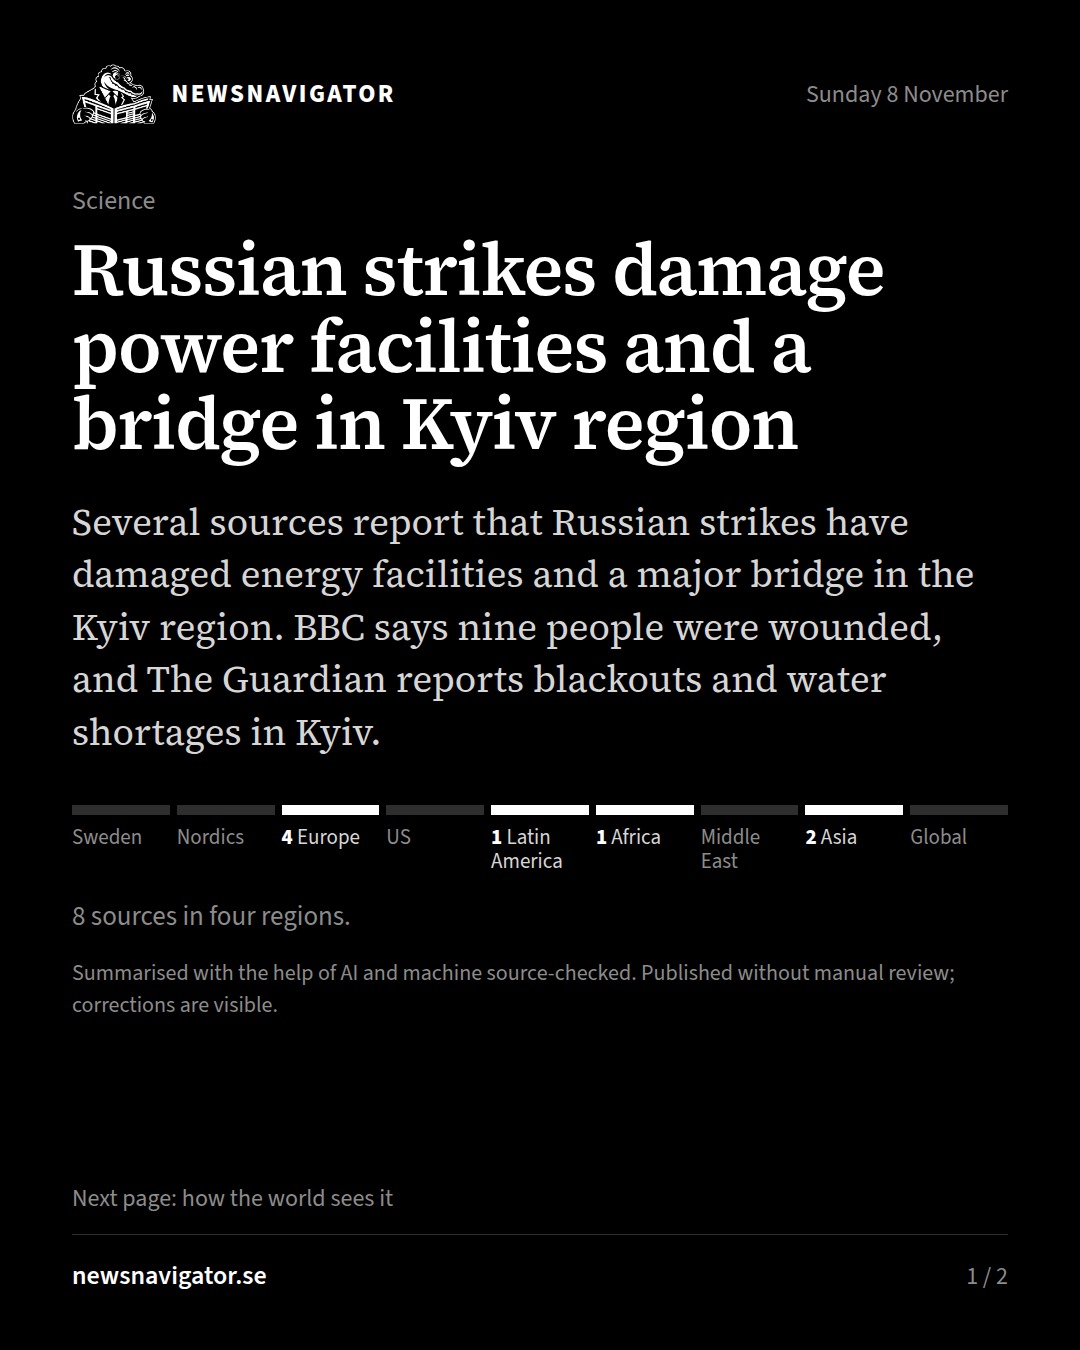 NEWSNAVIGATOR
Sunday 8 November
Science
Russian strikes damage
power facilities and a
bridge in Kyiv region
Several sources report that Russian strikes have
damaged energy facilities and a major bridge in the
Kyiv region. BBC says nine people were wounded,
and The Guardian reports blackouts and water
shortages in Kyiv.
Sweden
Nordics
4 Europe
US
1 Latin
America
1 Africa
Middle
East
2 Asia
Global
8 sources in four regions.
Summarised with the help of AI and machine source-checked. Published without manual review;
corrections are visible.
Next page: how the world sees it
newsnavigator.se
1 / 2